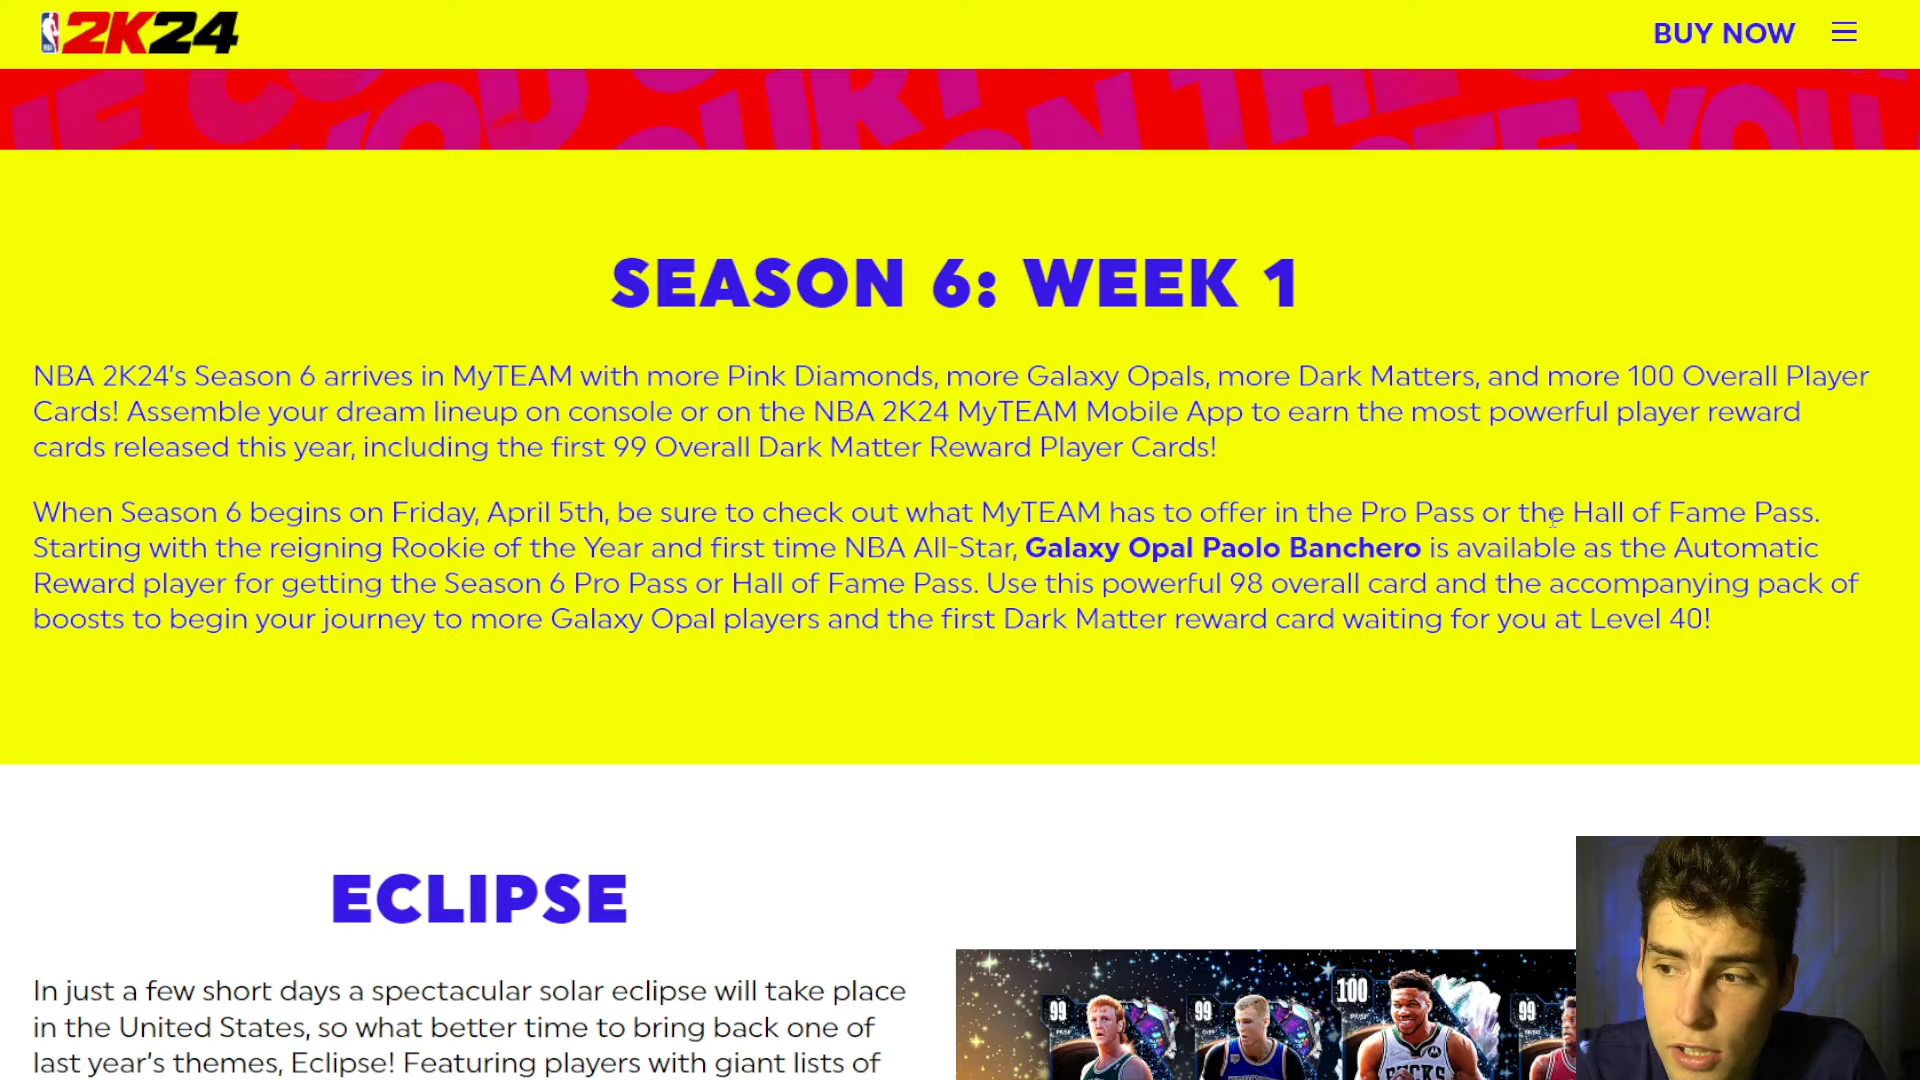 2K24
BUY NOW
SEASON 6: WEEK 1
NBA 2K24's Season 6 arrives in MyTEAM with more Pink Diamonds, more Galaxy Opals, more Dark Matters, and more 100 Overall Player
Cards! Assemble your dream lineup on console or on the NBA 2K24 MyTEAM Mobile App to earn the most powerful player reward
cards released this year, including the first 99 Overall Dark Matter Reward Player Cards!
When Season 6 begins on Friday, April 5th, be sure to check out what MyTEAM has to offer in the Pro Pass or the Hall of Fame Pass.
Starting with the reigning Rookie of the Year and first time NBA All-Star, Galaxy Opal Paolo Banchero is available as the Automatic
Reward player for getting the Season 6 Pro Pass or Hall of Fame Pass. Use this powerful 98 overall card and the accompanying pack of
boosts to begin your journey to more Galaxy Opal players and the first Dark Matter reward card waiting for you at Level 40!
ECLIPSE
In just a few short days a spectacular solar eclipse will take place
in the United States, so what better time to bring back one of
last year's themes, Eclipse! Featuring players with giant lists of
99 99 100 99
BUCKS